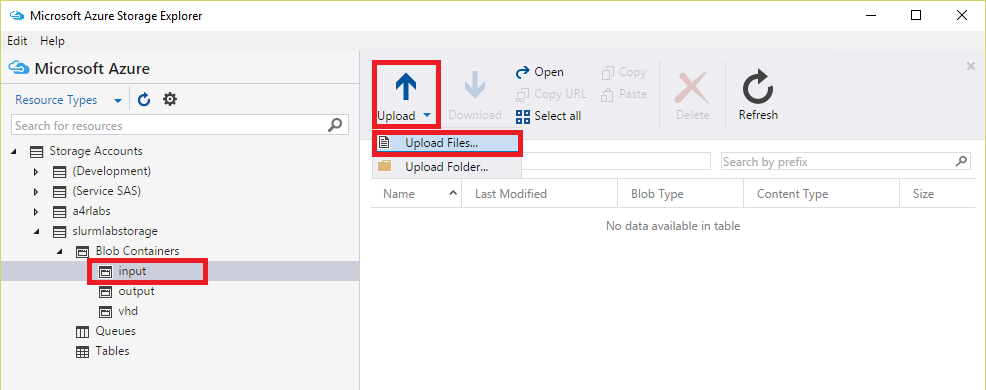 Microsoft Azure Storage Explorer
Edit Help
Microsoft Azure
Resource Types
Search for resources
Storage Accounts
(Development)
(Service SAS)
a4rlabs
slurmlabstorage
Blob Containers
input
output
vhd
Queues
Tables
Upload
Download
Open
Copy URL
Select all
Copy
Paste
Delete
Refresh
Upload Files...
Upload Folder...
Search by prefix
Name Last Modified Blob Type Content Type Size
No data available in table